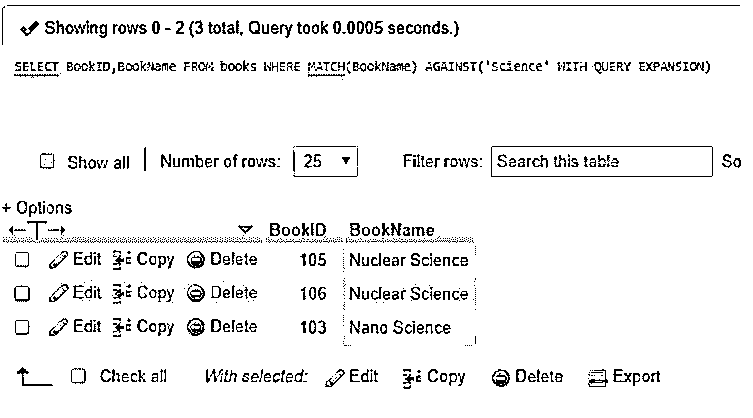 Showing rows 0 - 2 (3 total, Query took 0.0005 seconds.)
SELECT BookID,BookName FROM books WHERE MATCH(BookName) AGAINST('Science' WITH QUERY EXPANSION)
Show all Number of rows: 25 Filter rows: Search this table So
+ Options
←T→ BookID BookName
Edit Copy Delete 105 Nuclear Science
Edit Copy Delete 106 Nuclear Science
Edit Copy Delete 103 Nano Science
Check all With selected: Edit Copy Delete Export